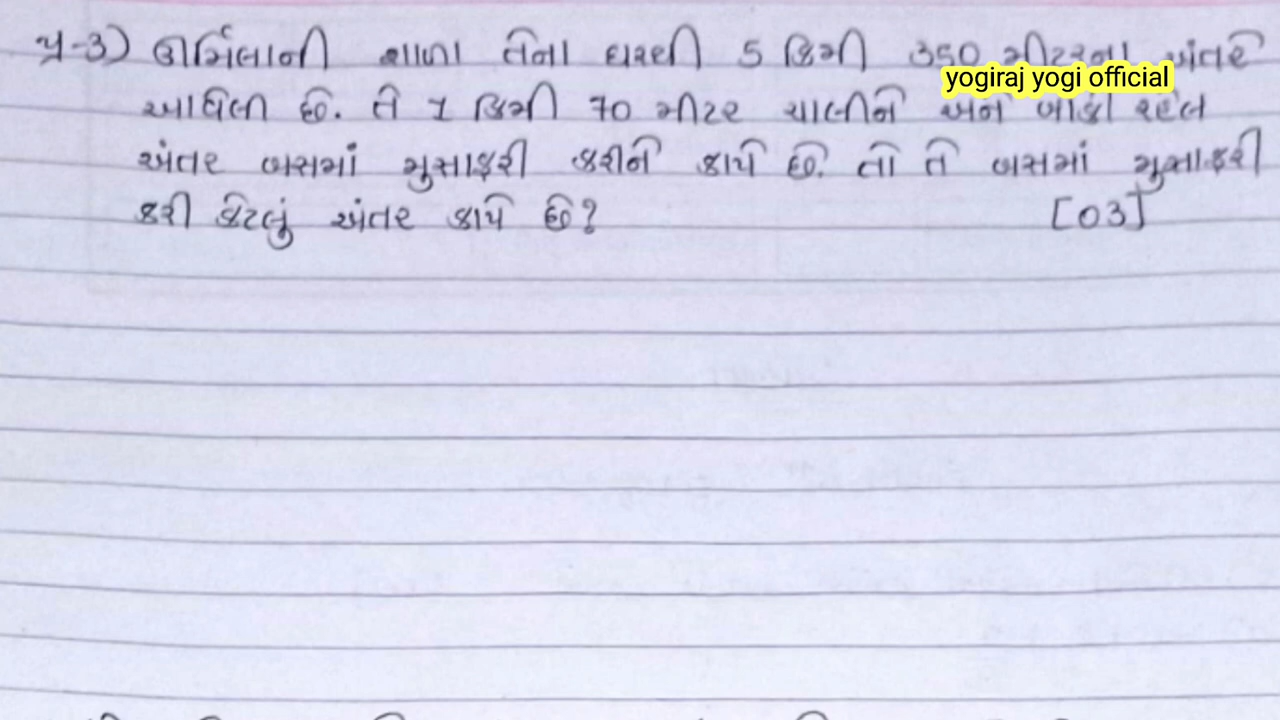 પ્ર-3) ઊર્મિલાની શાળા તેના ઘરથી 5 કિમી 350 મીટરના અંતરે
yogiraj yogi official
આવેલી છે. તે 1 કિમી 70 મીટર ચાલીને અને બાકી રહેલ
અંતર બસમાં મુસાફરી કરીને કાપે છે. તો તે બસમાં મુસાફરી
કરી કેટલું અંતર કાપે છે? [03]